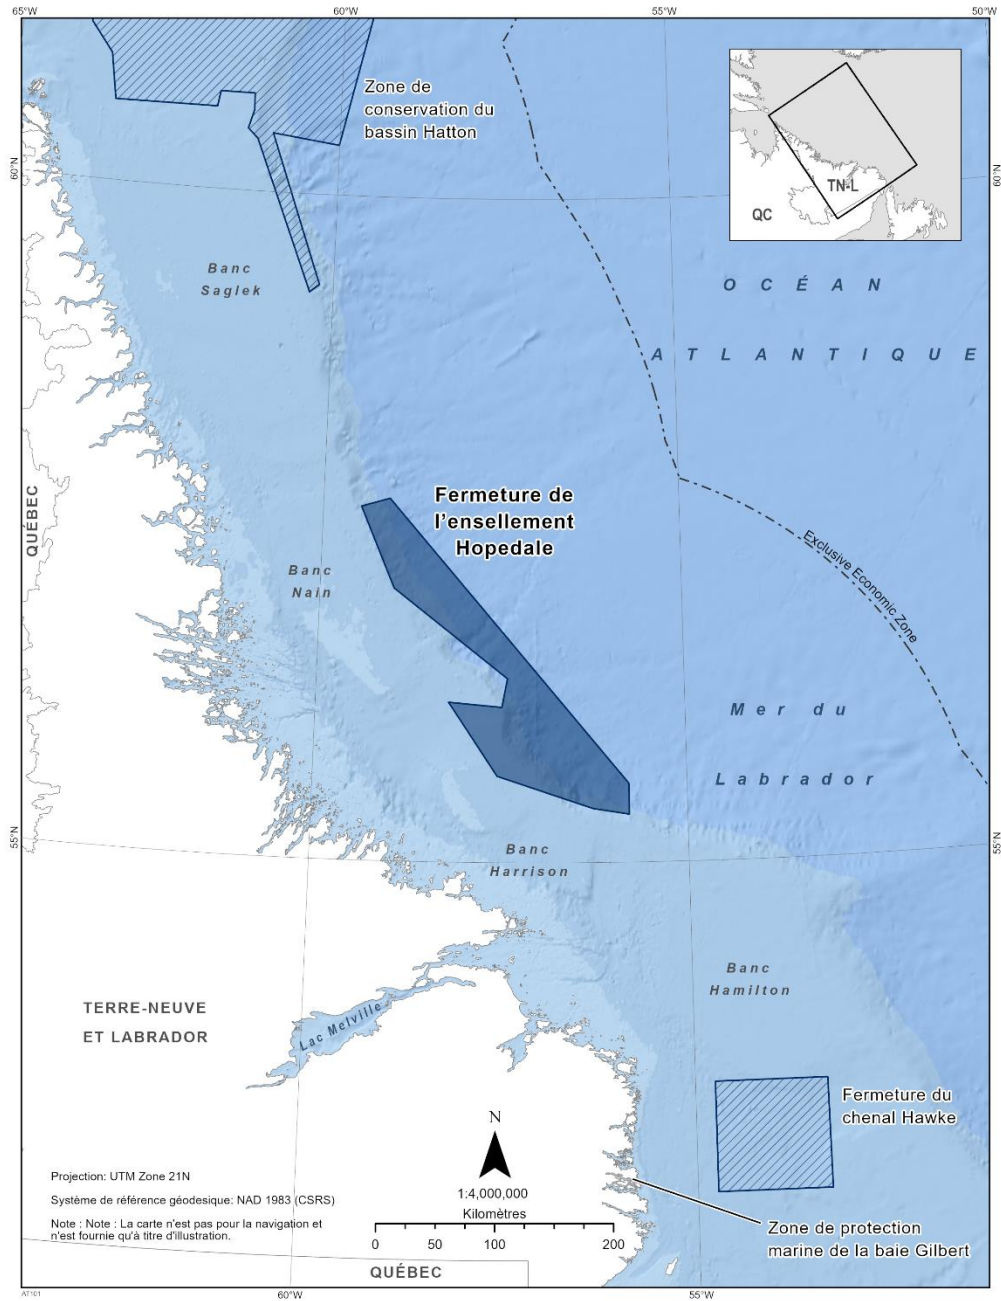 65°W
60°W
55°W
50°W
Zone de
conservation du
bassin Hatton
QC
TN-L
60°N
60°N
Banc
Saglek
OCÉAN
ATLANTIQUE
QUÉBEC
Fermeture de
l'ensellement
Hopedale
Exclusive Economic Zone
Banc
Nain
Mer du
Labrador
55°N
55°N
Banc
Harrison
Banc
Hamilton
TERRE-NEUVE
ET LABRADOR
Lac Melville
Fermeture du
chenal Hawke
N
1:4,000,000
Kilomètres
0 50 100 200
Projection: UTM Zone 21N
Système de référence géodesique: NAD 1983 (CSRS)
Note : Note : La carte n'est pas pour la navigation et
n'est fournie qu'à titre d'illustration.
Zone de protection
marine de la baie Gilbert
QUÉBEC
AT101
60°W
55°W